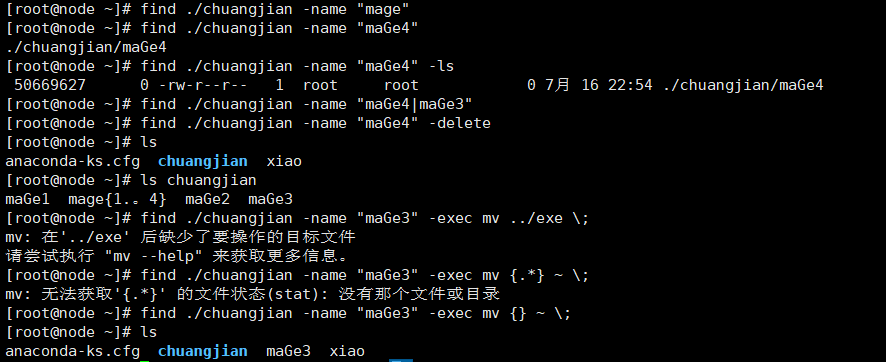 [root@node ~]# find ./chuangjian -name "mage"
[root@node ~]# find ./chuangjian -name "maGe4"
./chuangjian/maGe4
[root@node ~]# find ./chuangjian -name "maGe4" -ls
 50669627      0 -rw-r--r--   1  root     root            0 7月 16 22:54 ./chuangjian/maGe4
[root@node ~]# find ./chuangjian -name "maGe4|maGe3"
[root@node ~]# find ./chuangjian -name "maGe4" -delete
[root@node ~]# ls
anaconda-ks.cfg  chuangjian  xiao
[root@node ~]# ls chuangjian
maGe1  mage{1.。4}  maGe2  maGe3
[root@node ~]# find ./chuangjian -name "maGe3" -exec mv ../exe \;
mv: 在'../exe' 后缺少了要操作的目标文件
请尝试执行 "mv --help" 来获取更多信息。
[root@node ~]# find ./chuangjian -name "maGe3" -exec mv {.*} ~ \;
mv: 无法获取'{.*}' 的文件状态(stat): 没有那个文件或目录
[root@node ~]# find ./chuangjian -name "maGe3" -exec mv {} ~ \;
[root@node ~]# ls
anaconda-ks.cfg  chuangjian  maGe3  xiao